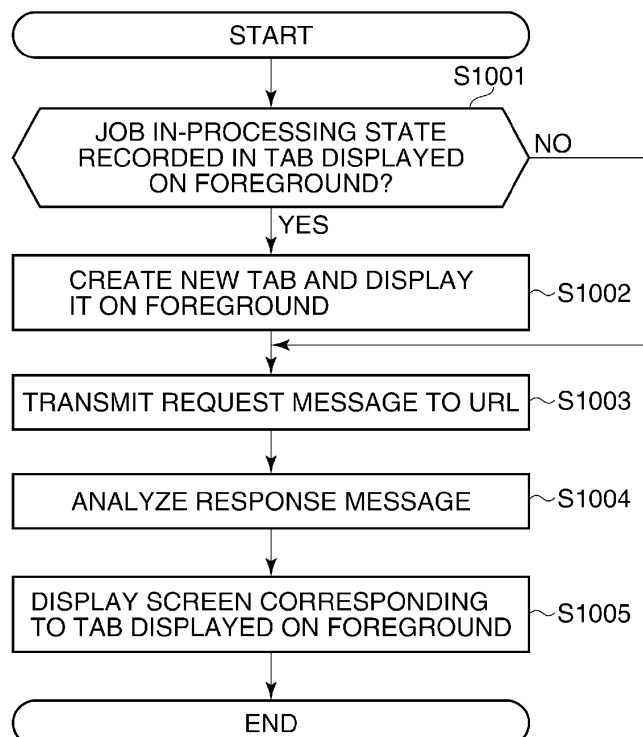 START
S1001
JOB IN-PROCESSING STATE
RECORDED IN TAB DISPLAYED
ON FOREGROUND?
NO
YES
CREATE NEW TAB AND DISPLAY
IT ON FOREGROUND
S1002
TRANSMIT REQUEST MESSAGE TO URL
S1003
ANALYZE RESPONSE MESSAGE
S1004
DISPLAY SCREEN CORRESPONDING
TO TAB DISPLAYED ON FOREGROUND
S1005
END